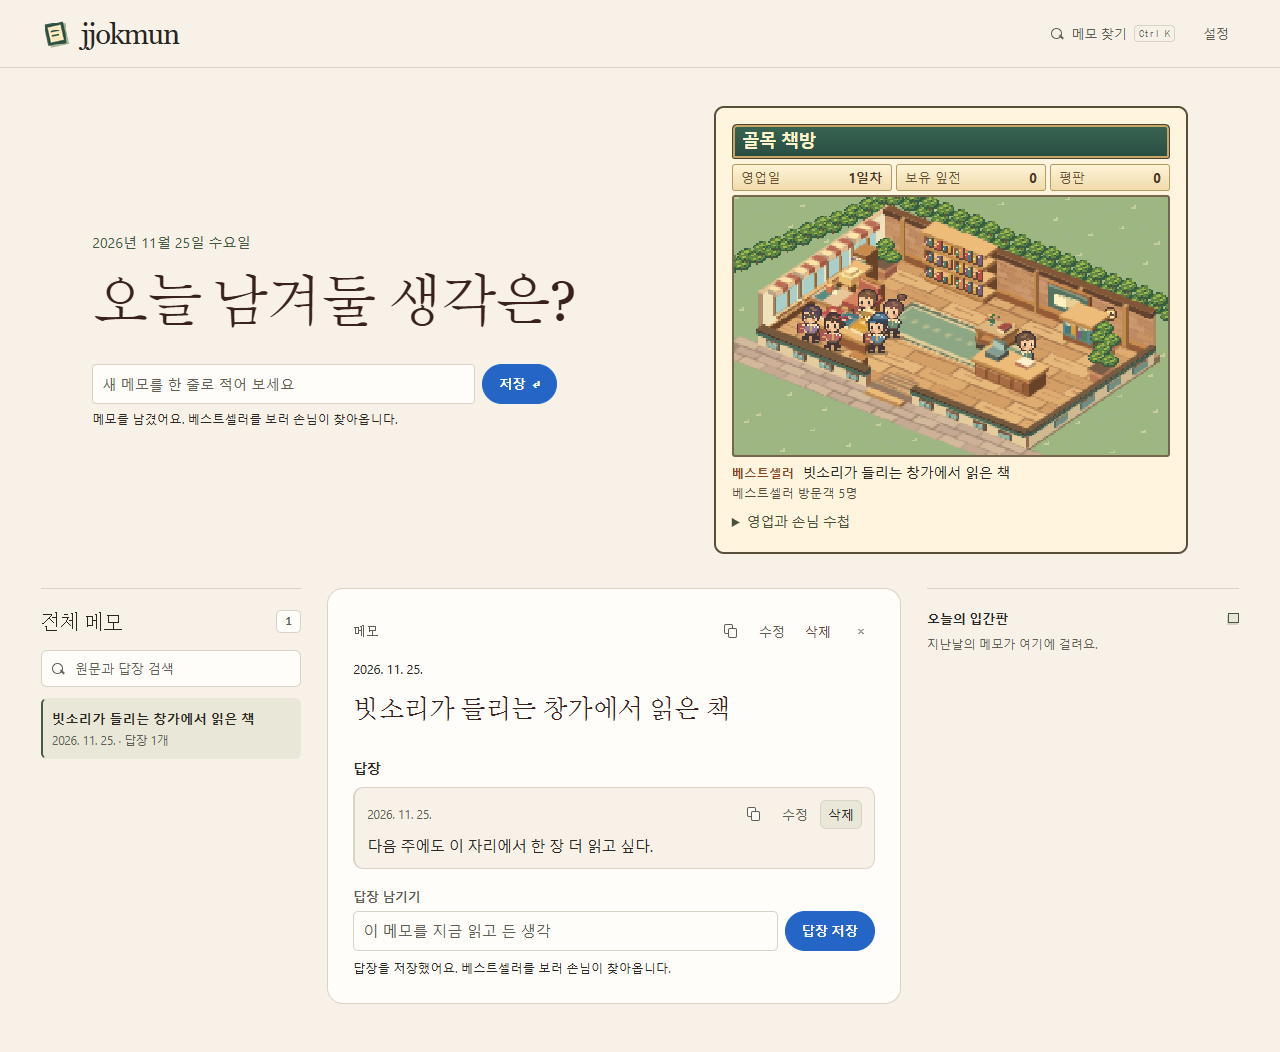 jjokmun
메모 찾기 Ctrl K 설정
2026년 11월 25일 수요일
오늘 남겨둘 생각은?
새 메모를 한 줄로 적어 보세요
저장
메모를 남겼어요. 베스트셀러를 보러 손님이 찾아옵니다.
골목 책방
영업일 1일차 보유 잎전 0 평판 0
베스트셀러 빗소리가 들리는 창가에서 읽은 책
베스트셀러 방문객 5명
영업과 손님 수첩
전체 메모 1
원문과 답장 검색
빗소리가 들리는 창가에서 읽은 책
2026. 11. 25. · 답장 1개
메모 수정 삭제 ×
2026. 11. 25.
빗소리가 들리는 창가에서 읽은 책
답장
2026. 11. 25. 수정 삭제
다음 주에도 이 자리에서 한 장 더 읽고 싶다.
답장 남기기
이 메모를 지금 읽고 든 생각
답장 저장
답장을 저장했어요. 베스트셀러를 보러 손님이 찾아옵니다.
오늘의 입간판
지난날의 메모가 여기에 걸려요.